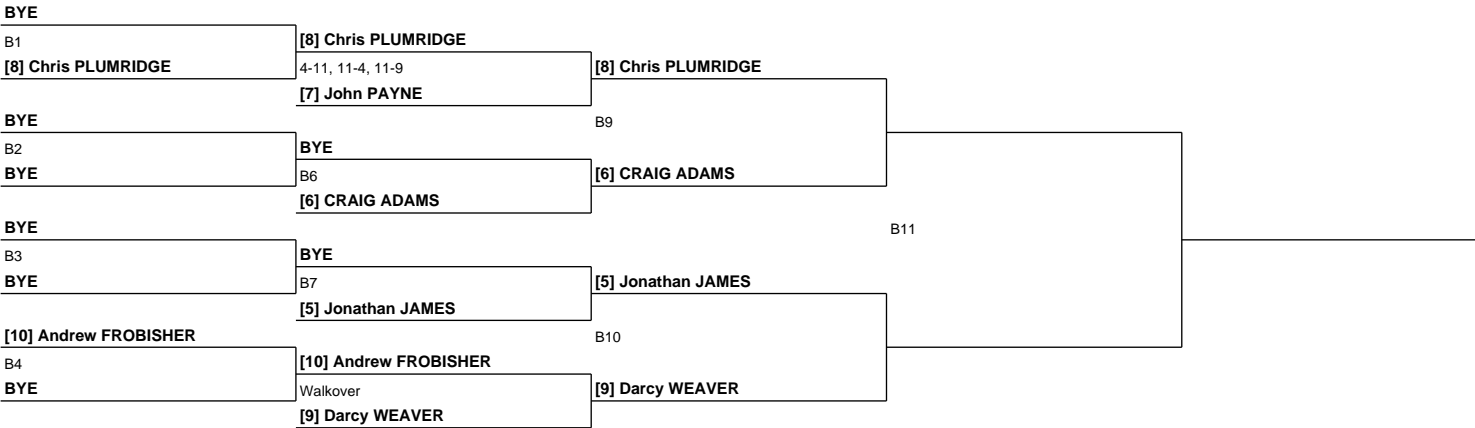 BYE
B1
[8] Chris PLUMRIDGE
BYE
B2
BYE
BYE
B3
BYE
[10] Andrew FROBISHER
B4
BYE
[8] Chris PLUMRIDGE
4-11, 11-4, 11-9
[7] John PAYNE
BYE
B6
[6] CRAIG ADAMS
BYE
B7
[5] Jonathan JAMES
[10] Andrew FROBISHER
Walkover
[9] Darcy WEAVER
[8] Chris PLUMRIDGE
B9
[6] CRAIG ADAMS
[5] Jonathan JAMES
B10
[9] Darcy WEAVER
B11